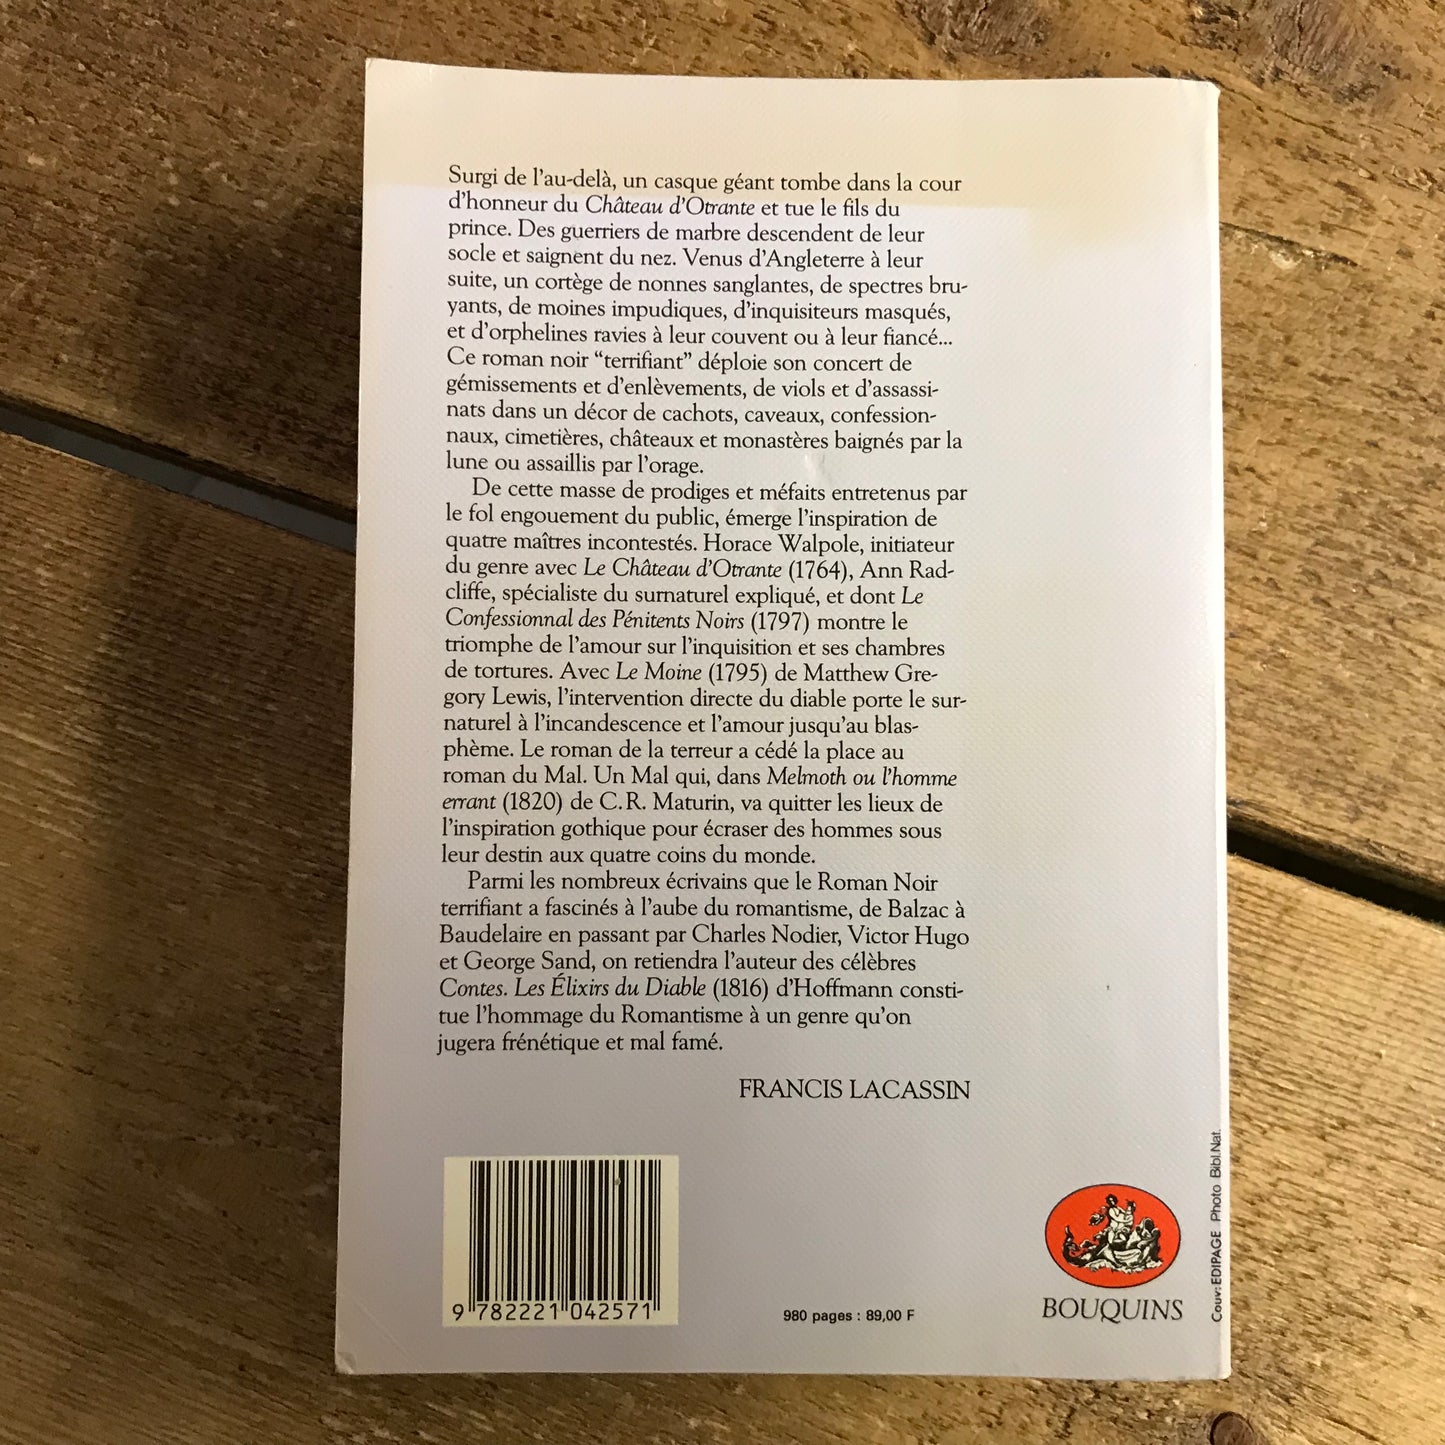 Surgi de l'au-delà, un casque géant tombe dans la cour
d'honneur du Château d'Otrante et tue le fils du
prince. Des guerriers de marbre descendent de leur
socle et saignent du nez. Venus d'Angleterre à leur
suite, un cortège de nonnes sanglantes, de spectres bru-
yants, de moines impudiques, d'inquisiteurs masqués,
et d'orphelines ravies à leur couvent ou à leur fiancé...
Ce roman noir “terrifiant” déploie son concert de
gémissements et d'enlèvements, de viols et d'assassi-
nats dans un décor de cachots, caveaux, confession-
naux, cimetières, châteaux et monastères baignés par la
lune ou assaillis par l'orage.
De cette masse de prodiges et méfaits entretenus par
le fol engouement du public, émerge l'inspiration de
quatre maîtres incontestés. Horace Walpole, initiateur
du genre avec Le Château d'Otrante (1764), Ann Rad-
cliffe, spécialiste du surnaturel expliqué, et dont Le
Confessionnal des Pénitents Noirs (1797) montre le
triomphe de l'amour sur l'inquisition et ses chambres
de tortures. Avec Le Moine (1795) de Matthew Gre-
gory Lewis, l'intervention directe du diable porte le sur-
naturel à l'incandescence et l'amour jusqu'au blas-
phème. Le roman de la terreur a cédé la place au
roman du Mal. Un Mal qui, dans Melmoth ou l'homme
errant (1820) de C.R. Maturin, va quitter les lieux de
l'inspiration gothique pour écraser des hommes sous
leur destin aux quatre coins du monde.
Parmi les nombreux écrivains que le Roman Noir
terrifiant a fascinés à l'aube du romantisme, de Balzac à
Baudelaire en passant par Charles Nodier, Victor Hugo
et George Sand, on retiendra l'auteur des célèbres
Contes. Les Élixirs du Diable (1816) d'Hoffmann consti-
tue l'hommage du Romantisme à un genre qu'on
jugera frénétique et mal famé.
FRANCIS LACASSIN
9 782221 042571
980 pages : 89,00 F
BOUQUINS
Couv: EDIPAGE Photo Bibl.Nat.